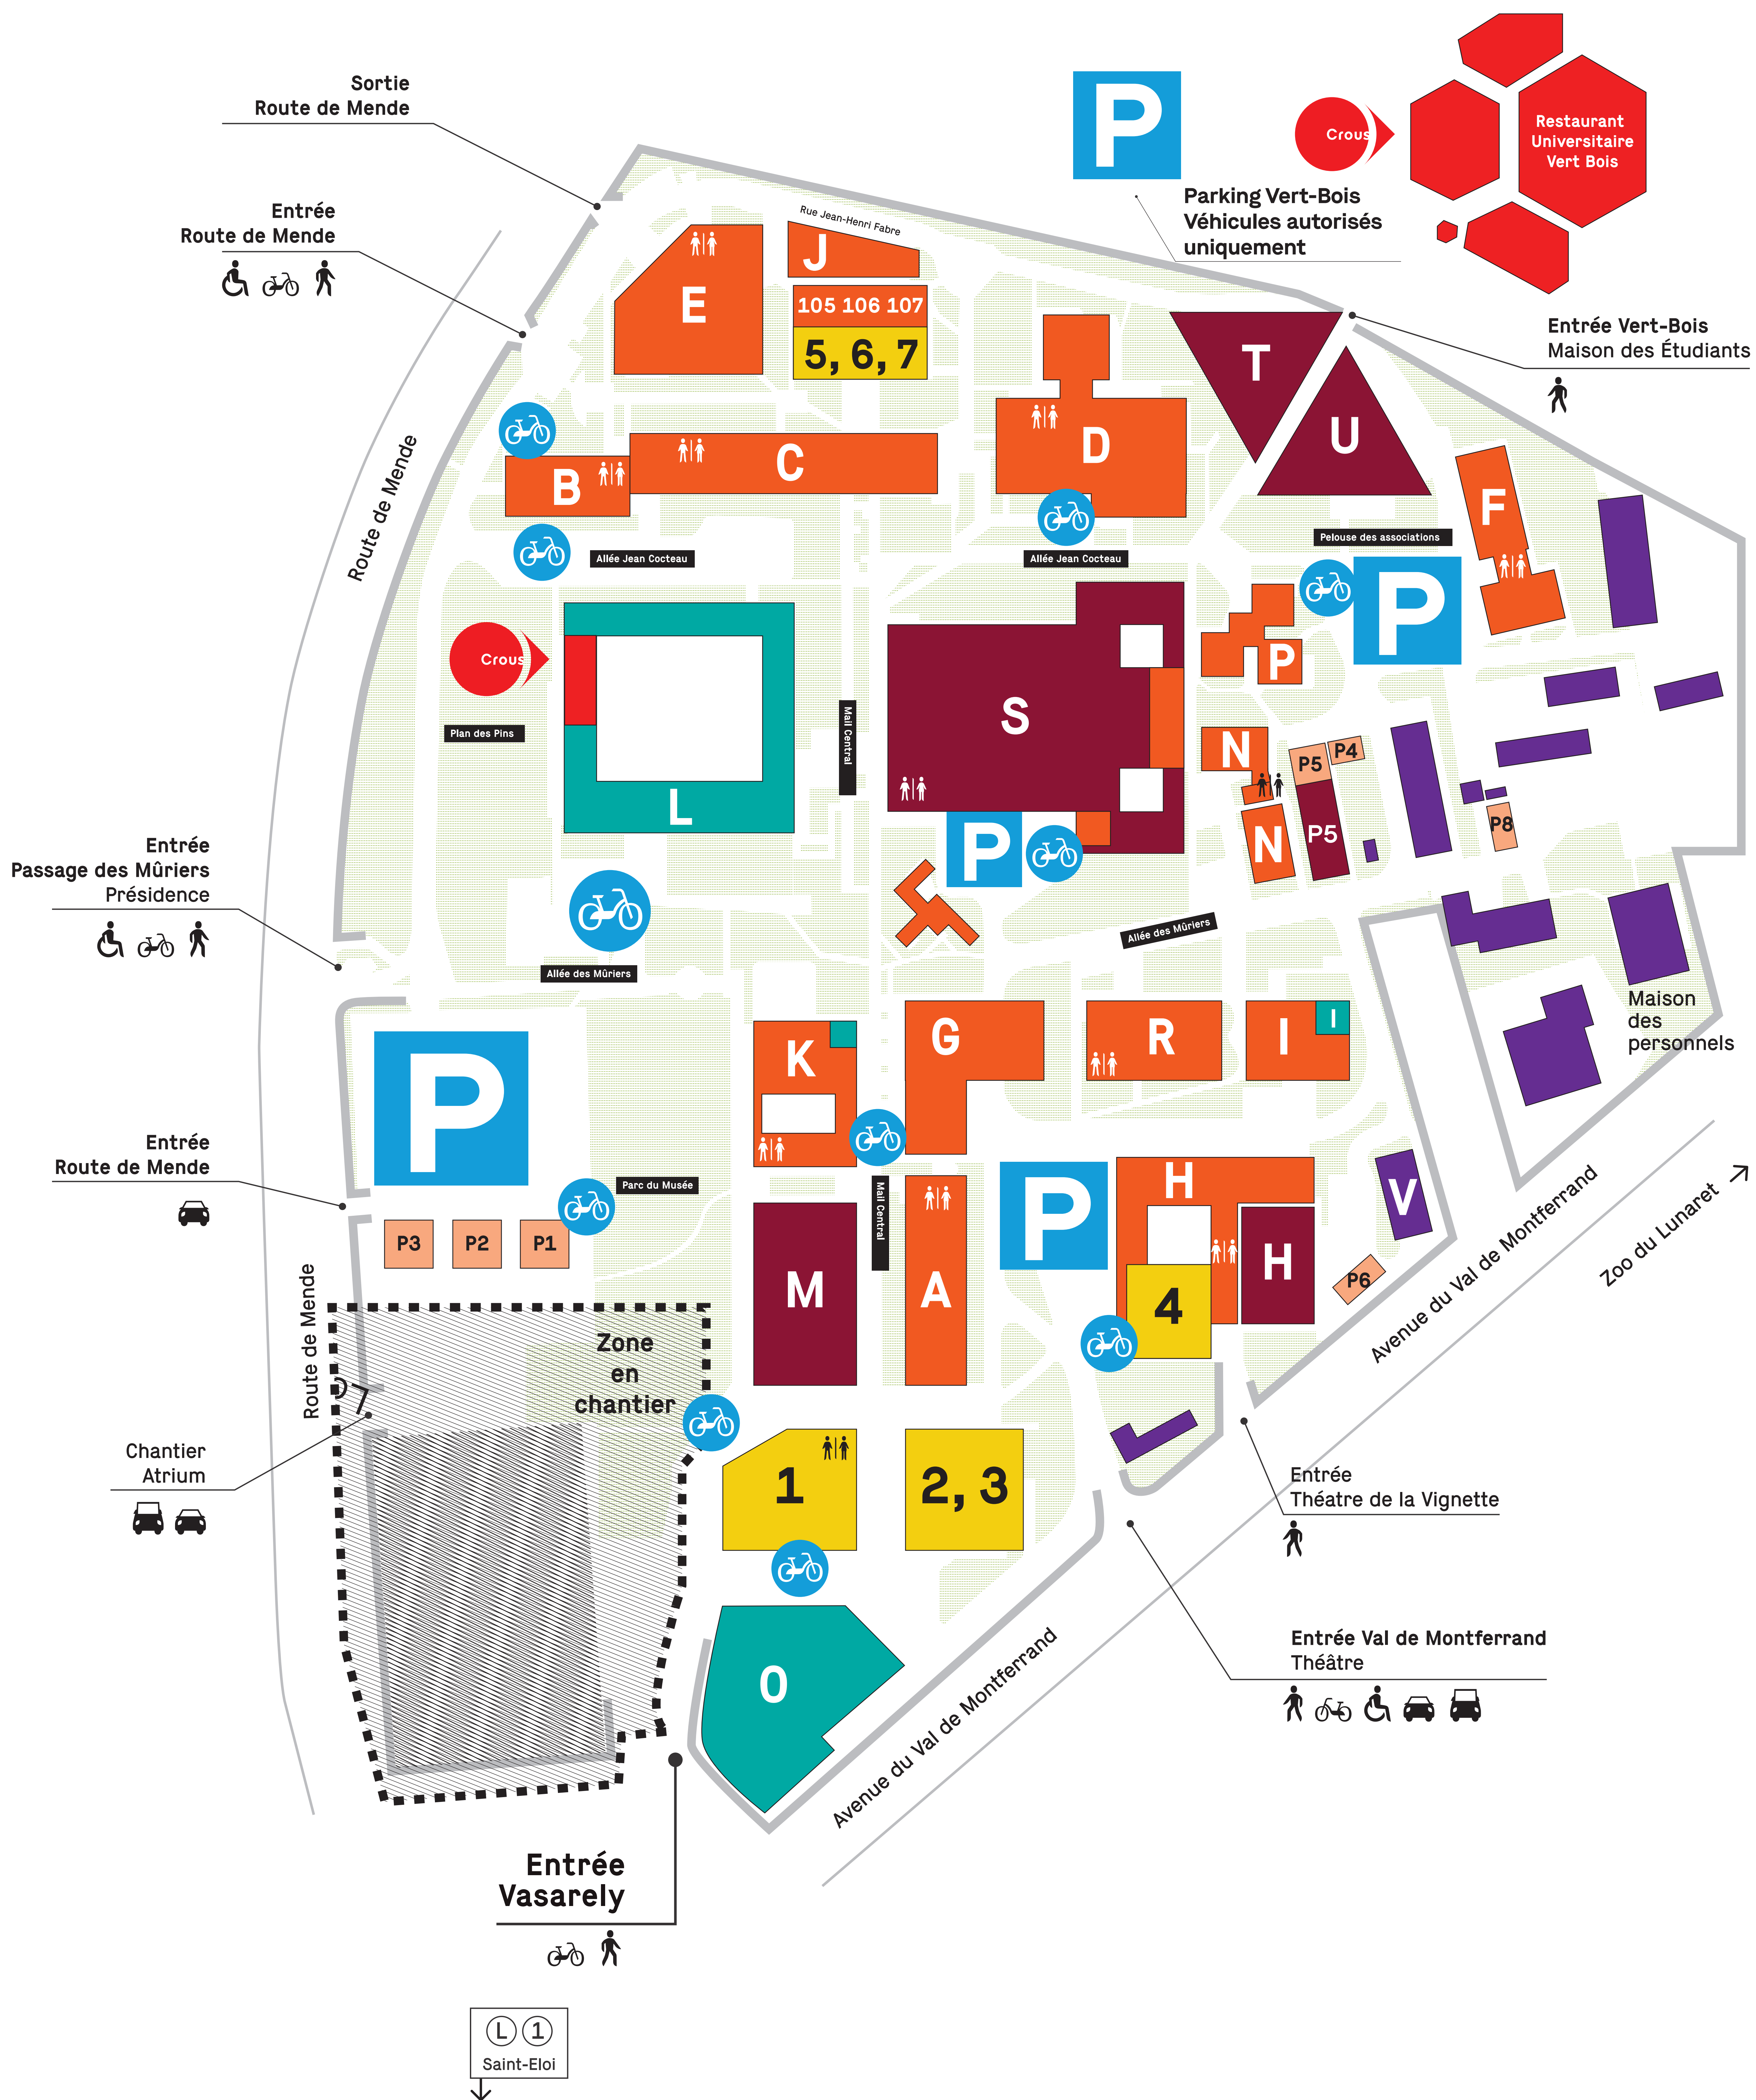 Sortie
Route de Mende
Entrée
Route de Mende
P
Parking Vert-Bois
Véhicules autorisés
uniquement
Crous
Restaurant
Universitaire
Vert Bois
Rue Jean-Henri Fabre
E
J
105 106 107
5, 6, 7
T
U
Entrée Vert-Bois
Maison des Étudiants
Route de Mende
B
C
D
F
Allée Jean Cocteau
Allée Jean Cocteau
Pelouse des associations
P
Crous
Plan des Pins
L
Mail Central
S
P
N
P5
P4
P5
N
P8
P
Entrée
Passage des Mûriers
Présidence
Allée des Mûriers
Allée des Mûriers
Maison
des
personnels
P
K
G
R
I
I
Entrée
Route de Mende
Parc du Musée
P3
P2
P1
Mail Central
M
A
P
H
H
4
V
P6
Avenue du Val de Montferrand
Zoo du Lunaret
Route de Mende
Zone
en
chantier
Chantier
Atrium
1
2, 3
Entrée
Théatre de la Vignette
Entrée Val de Montferrand
Théâtre
O
Avenue du Val de Montferrand
Entrée
Vasarely
L 1
Saint-Eloi